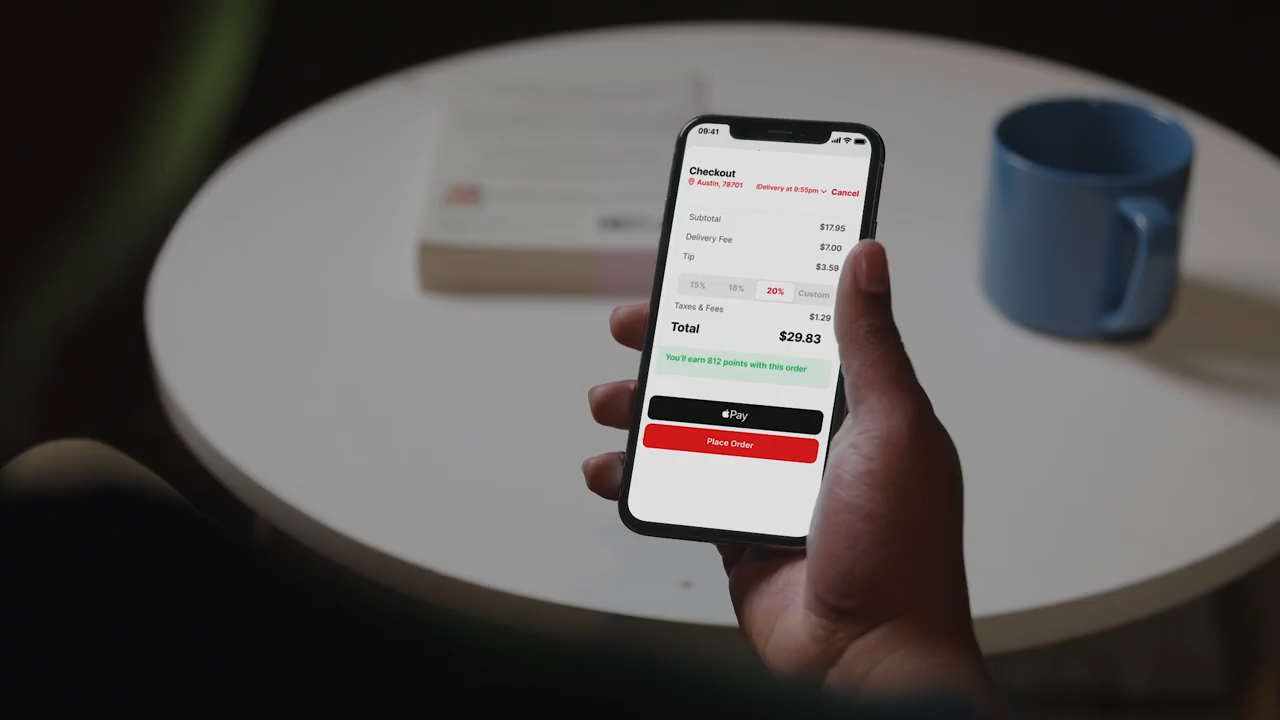 09:41
Checkout
Austin, 78701
IDelivery at 9:55pm
Cancel
Subtotal $17.95
Delivery Fee $7.00
Tip $3.59
15% 18% 20% Custom
Taxes & Fees $1.29
Total $29.83
You'll earn 812 points with this order
Pay
Place Order